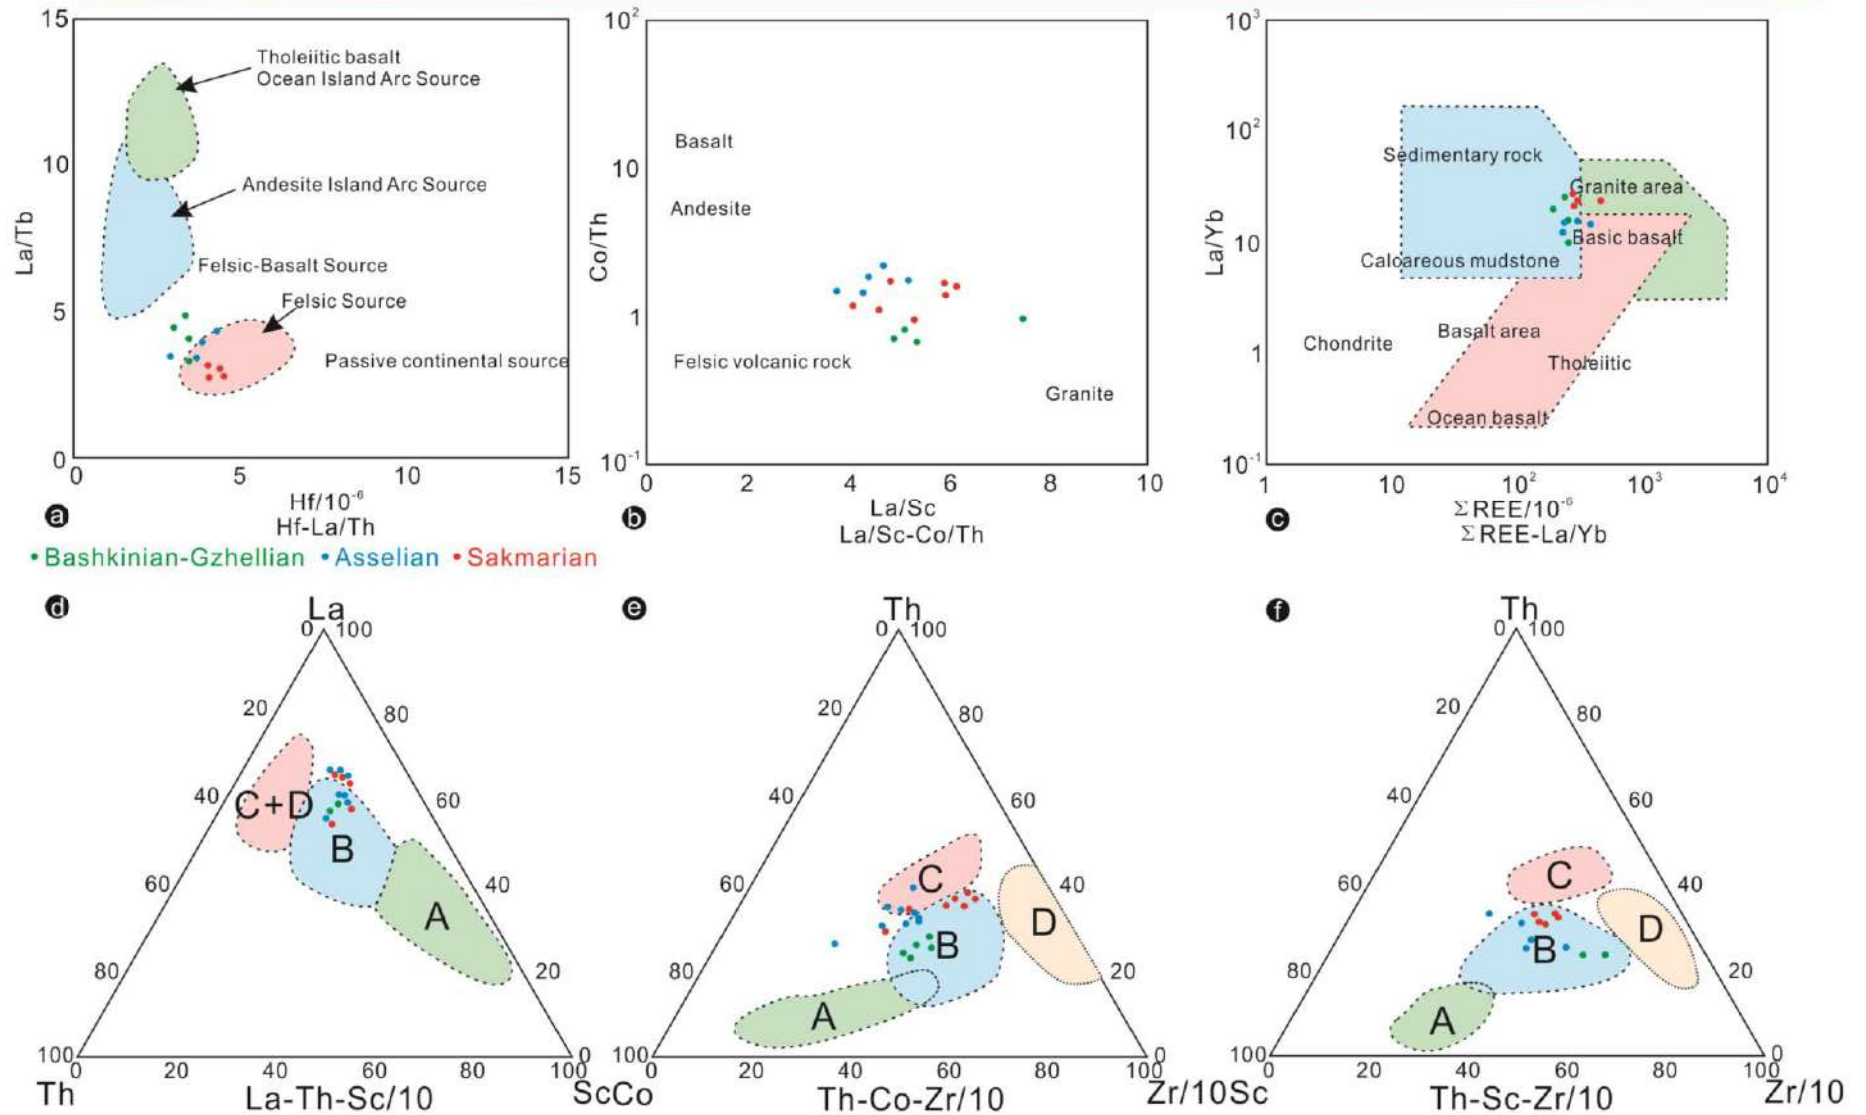 15
10
5
0
La/Tb
Tholeiitic basalt
Ocean Island Arc Source
Andesite Island Arc Source
Felsic-Basalt Source
Felsic Source
Passive continental source
0
5
10
15
Hf/10⁻⁶
Hf-La/Th
a
10²
10
1
10⁻¹
Co/Th
Basalt
Andesite
Felsic volcanic rock
Granite
0
2
4
6
8
10
La/Sc
La/Sc-Co/Th
b
10³
10²
10
1
10⁻¹
La/Yb
Sedimentary rock
Granite area
Basic basalt
Calcareous mudstone
Basalt area
Chondrite
Tholeiitic
Ocean basalt
1
10
10²
10³
10⁴
ΣREE/10⁻⁶
ΣREE-La/Yb
c
Bashkinian-Gzhellian Asselian Sakmarian
d
La
0 100
20 80
40 60
C+D
B
60 40
A
80 20
100 0
0 20 40 60 80 100
Th La-Th-Sc/10 Sc
e
Th
0 100
20 80
40 60
C
60 40
D
B
80 20
A
100 0
0 20 40 60 80 100
Co Th-Co-Zr/10 Zr/10
f
Th
0 100
20 80
40 60
C
60 40
D
B
80 20
A
100 0
0 20 40 60 80 100
Sc Th-Sc-Zr/10 Zr/10